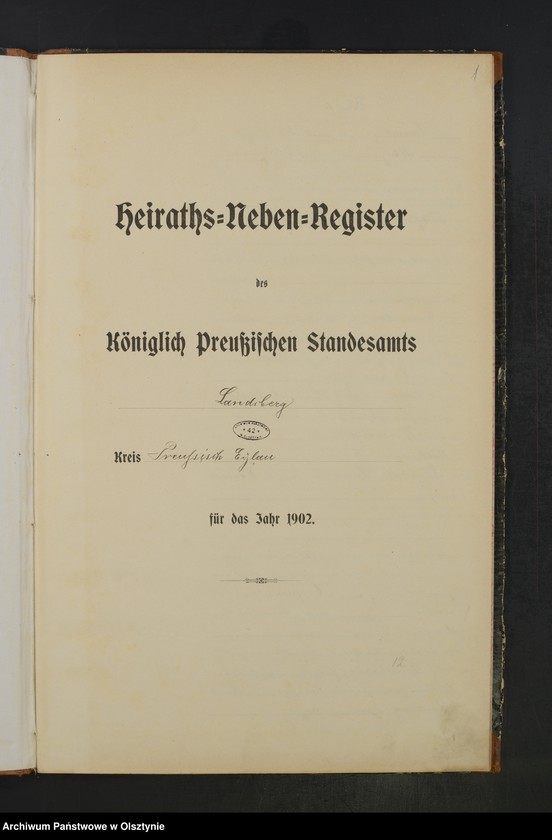 1
Heiraths=Neben=Register
des
Königlich Preußischen Standesamts
Landsberg
42
Kreis Preußisch Eylau
für das Jahr 1902.
12
Archiwum Państwowe w Olsztynie